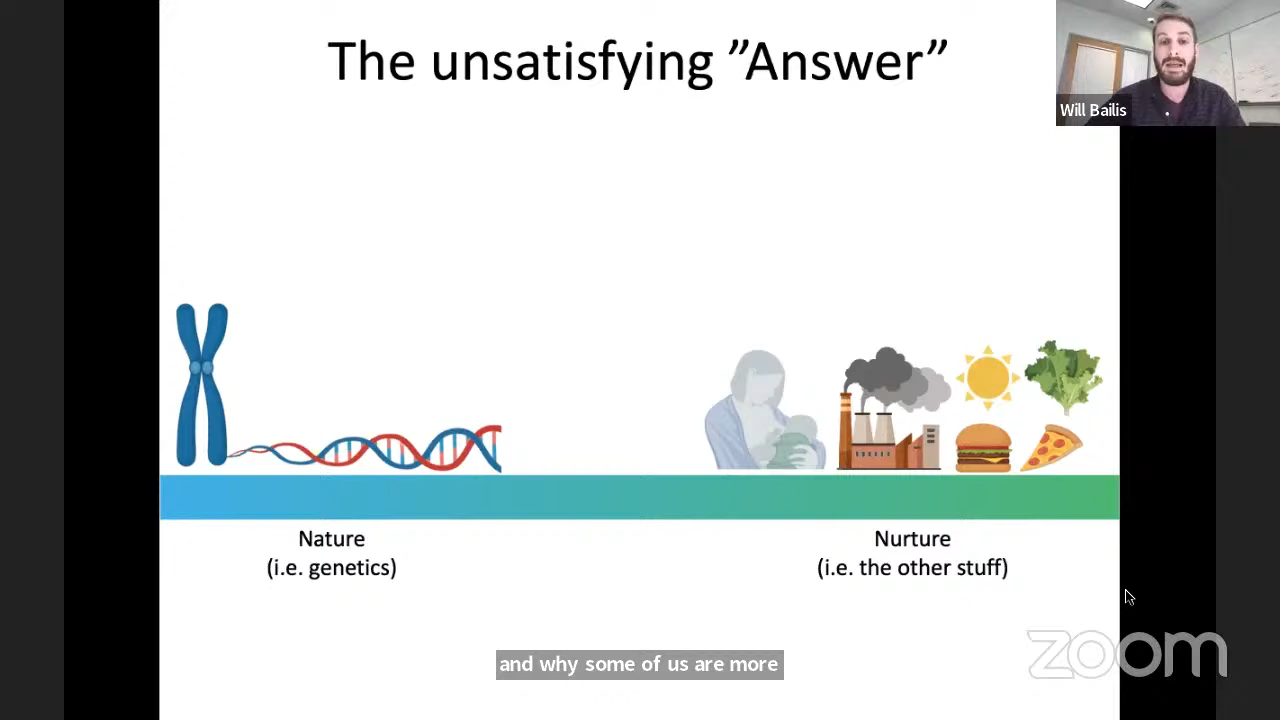 The unsatisfying ”Answer”
Will Bailis
Nature
(i.e. genetics)
Nurture
(i.e. the other stuff)
and why some of us are more
zoom